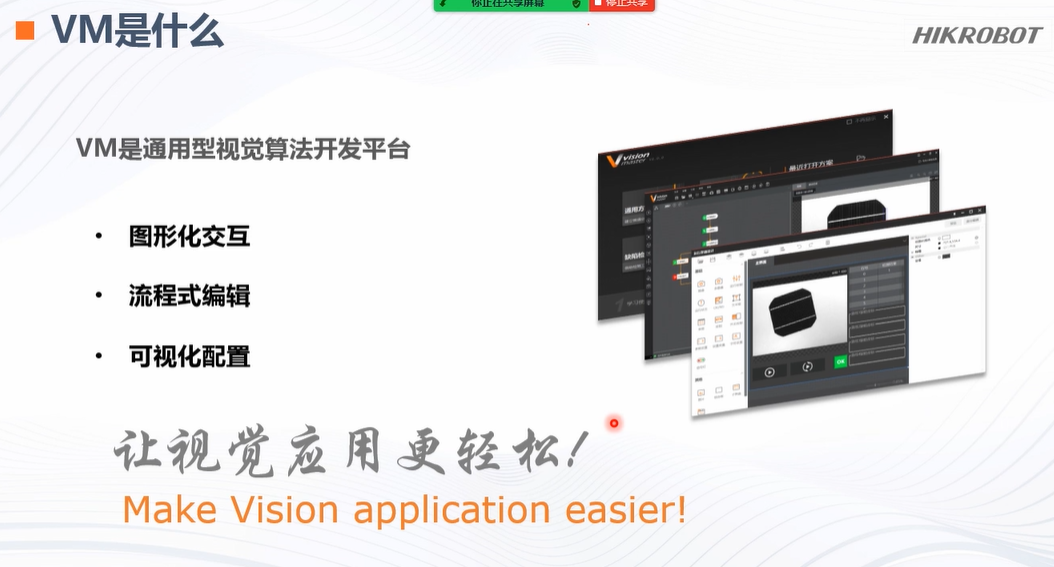 你正在共享屏幕
停止共享
VM是什么
HIKROBOT
VM是通用型视觉算法开发平台
• 图形化交互
• 流程式编辑
• 可视化配置
vision
master
最近打开方案
OK
让视觉应用更轻松!
Make Vision application easier!